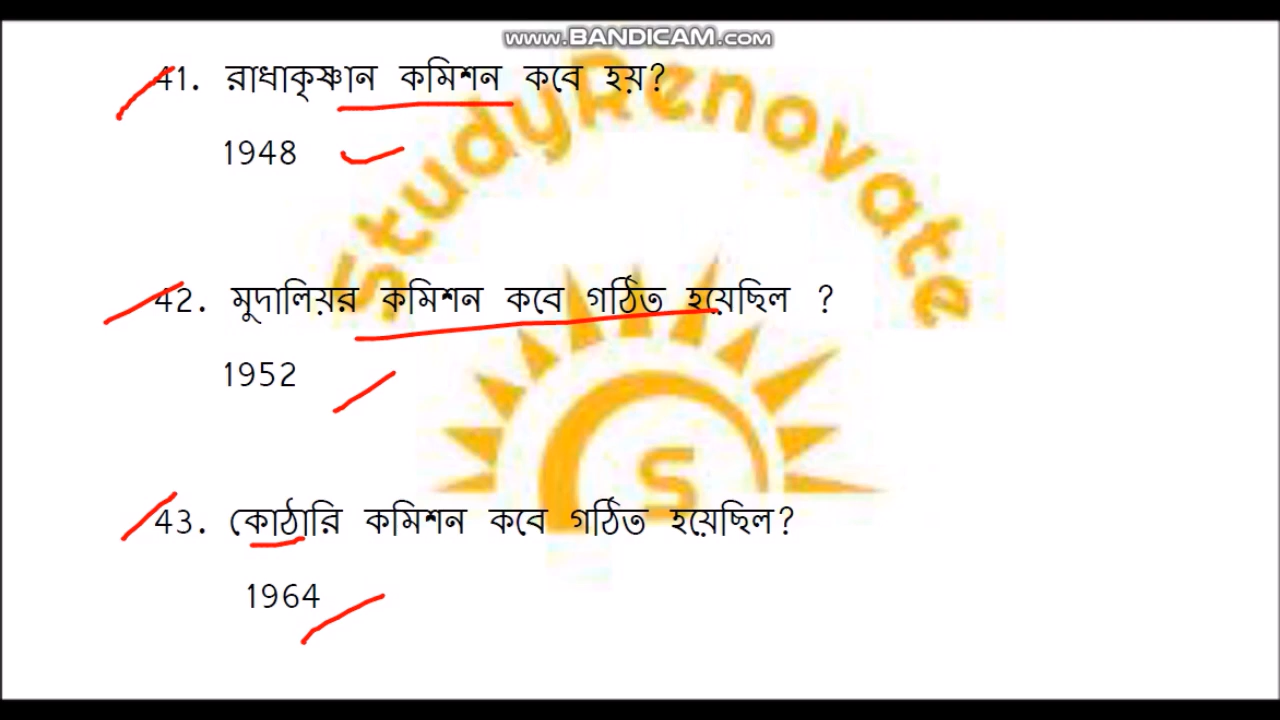 www.BANDICAM.com
StudyRenovate
41. রাধাকৃষ্ণান কমিশন কবে হয়?
1948
42. মুদালিয়র কমিশন কবে গঠিত হয়েছিল ?
1952
S
43. কোঠারি কমিশন কবে গঠিত হয়েছিল?
1964